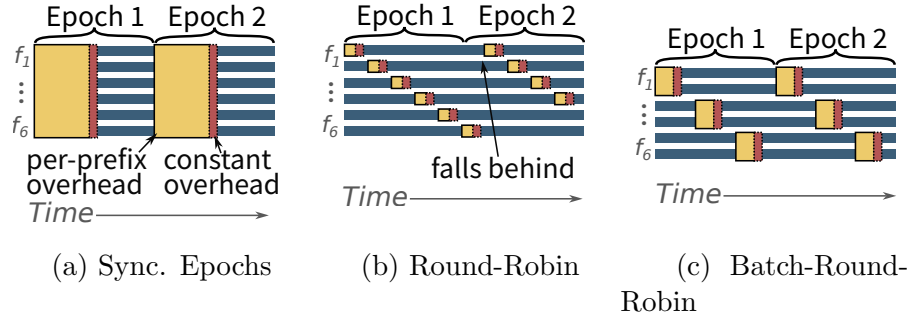 Epoch 1 Epoch 2
f1
⋮
f6
per-prefix overhead
constant overhead
Time
(a) Sync. Epochs
Epoch 1 Epoch 2
f1
⋮
f6
falls behind
Time
(b) Round-Robin
Epoch 1 Epoch 2
f1
⋮
f6
Time
(c) Batch-Round-
Robin